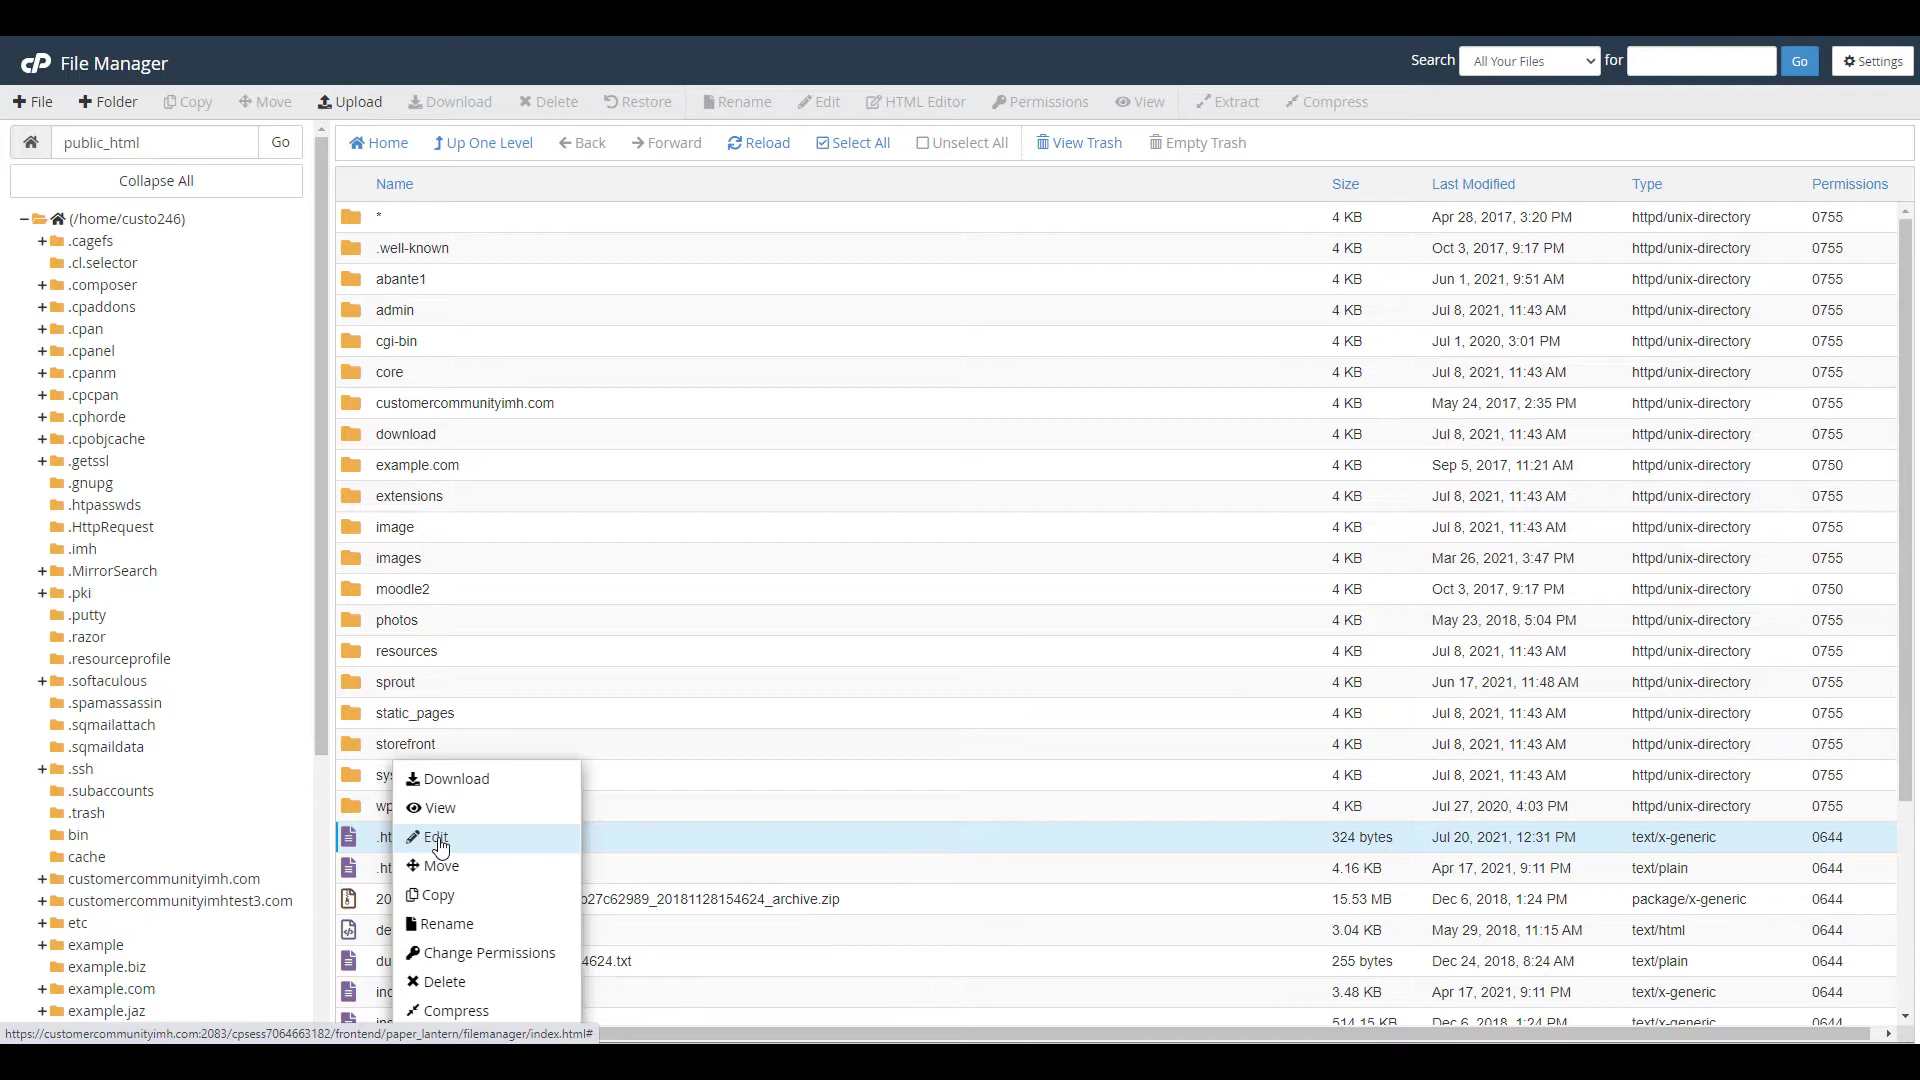 cP File Manager
Search All Your Files for Go Settings
File Folder Copy Move Upload Download Delete Restore Rename Edit HTML Editor Permissions View Extract Compress
public_html Go
Home Up One Level Back Forward Reload Select All Unselect All View Trash Empty Trash
Collapse All
(/home/custo246)
.cagefs
.cl.selector
.composer
.cpaddons
.cpan
.cpanel
.cpanm
.cpcpan
.cphorde
.cpobjcache
.getssl
.gnupg
.htpasswds
.HttpRequest
.imh
.MirrorSearch
.pki
.putty
.razor
.resourceprofile
.softaculous
.spamassassin
.sqmailattach
.sqmaildata
.ssh
.subaccounts
.trash
bin
cache
customercommunityimh.com
customercommunityimhtest3.com
etc
example
example.biz
example.com
example.jaz
Name Size Last Modified Type Permissions
* 4 KB Apr 28, 2017, 3:20 PM httpd/unix-directory 0755
.well-known 4 KB Oct 3, 2017, 9:17 PM httpd/unix-directory 0755
abante1 4 KB Jun 1, 2021, 9:51 AM httpd/unix-directory 0755
admin 4 KB Jul 8, 2021, 11:43 AM httpd/unix-directory 0755
cgi-bin 4 KB Jul 1, 2020, 3:01 PM httpd/unix-directory 0755
core 4 KB Jul 8, 2021, 11:43 AM httpd/unix-directory 0755
customercommunityimh.com 4 KB May 24, 2017, 2:35 PM httpd/unix-directory 0755
download 4 KB Jul 8, 2021, 11:43 AM httpd/unix-directory 0755
example.com 4 KB Sep 5, 2017, 11:21 AM httpd/unix-directory 0750
extensions 4 KB Jul 8, 2021, 11:43 AM httpd/unix-directory 0755
image 4 KB Jul 8, 2021, 11:43 AM httpd/unix-directory 0755
images 4 KB Mar 26, 2021, 3:47 PM httpd/unix-directory 0755
moodle2 4 KB Oct 3, 2017, 9:17 PM httpd/unix-directory 0750
photos 4 KB May 23, 2018, 5:04 PM httpd/unix-directory 0755
resources 4 KB Jul 8, 2021, 11:43 AM httpd/unix-directory 0755
sprout 4 KB Jun 17, 2021, 11:48 AM httpd/unix-directory 0755
static_pages 4 KB Jul 8, 2021, 11:43 AM httpd/unix-directory 0755
storefront 4 KB Jul 8, 2021, 11:43 AM httpd/unix-directory 0755
sys 4 KB Jul 8, 2021, 11:43 AM httpd/unix-directory 0755
wp 4 KB Jul 27, 2020, 4:03 PM httpd/unix-directory 0755
.ht 324 bytes Jul 20, 2021, 12:31 PM text/x-generic 0644
.ht 4.16 KB Apr 17, 2021, 9:11 PM text/plain 0644
20 b27c62989_20181128154624_archive.zip 15.53 MB Dec 6, 2018, 1:24 PM package/x-generic 0644
de 3.04 KB May 29, 2018, 11:15 AM text/html 0644
du 4624.txt 255 bytes Dec 24, 2018, 8:24 AM text/plain 0644
ind 3.48 KB Apr 17, 2021, 9:11 PM text/x-generic 0644
ins 514.15 KB Dec 6, 2018, 1:24 PM text/x-generic 0644
Download
View
Edit
Move
Copy
Rename
Change Permissions
Delete
Compress
https://customercommunityimh.com:2083/cpsess7064663182/frontend/paper_lantern/filemanager/index.html#